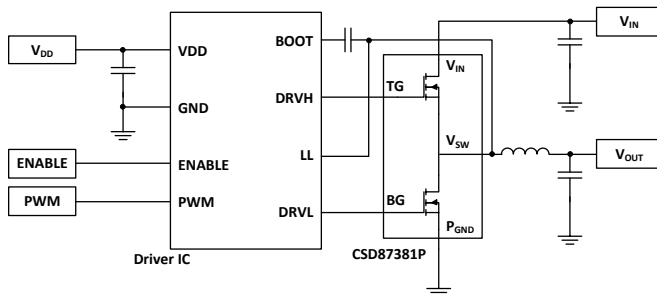 VDD
VDD
GND
ENABLE
ENABLE
PWM
PWM
Driver IC
BOOT
DRVH
LL
DRVL
TG
BG
VIN
VSW
PGND
CSD87381P
VIN
VOUT